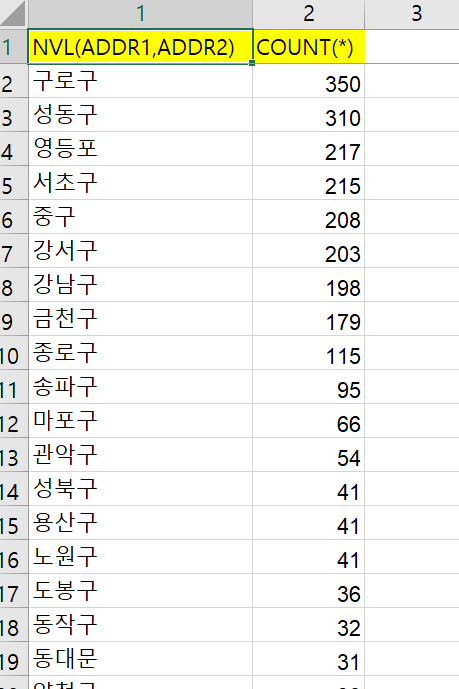 1 2 3
1 NVL(ADDR1,ADDR2) COUNT(*)
2 구로구 350
3 성동구 310
4 영등포 217
5 서초구 215
6 중구 208
7 강서구 203
8 강남구 198
9 금천구 179
10 종로구 115
11 송파구 95
12 마포구 66
13 관악구 54
14 성북구 41
15 용산구 41
16 노원구 41
17 도봉구 36
18 동작구 32
19 동대문 31